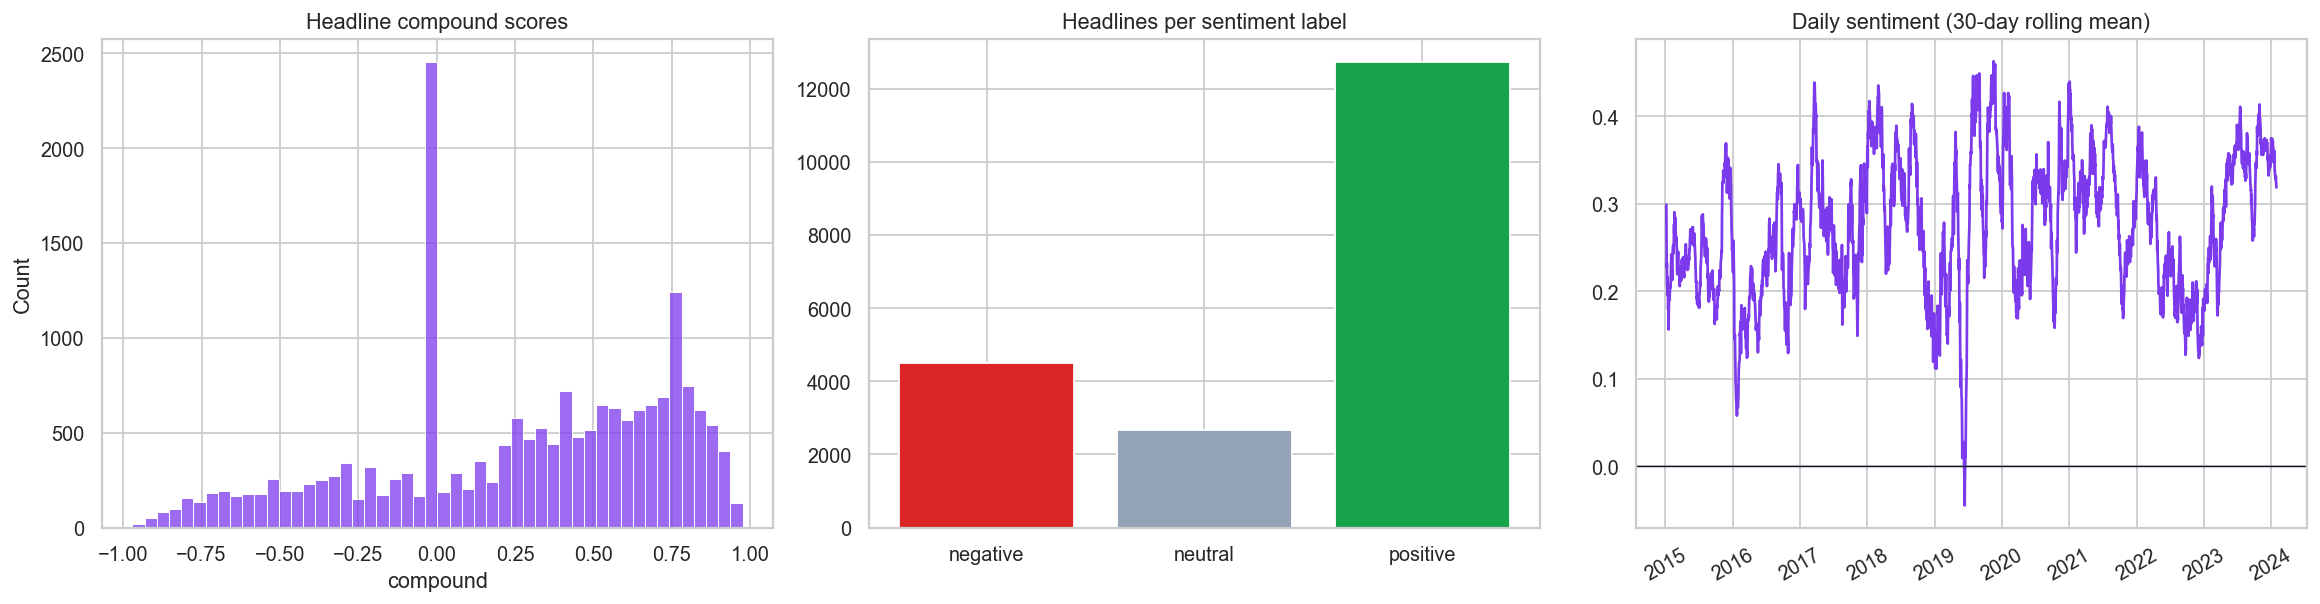 Headline compound scores
Count
2500
2000
1500
1000
500
0
−1.00 −0.75 −0.50 −0.25 0.00 0.25 0.50 0.75 1.00
compound
Headlines per sentiment label
12000
10000
8000
6000
4000
2000
0
negative neutral positive
Daily sentiment (30-day rolling mean)
0.4
0.3
0.2
0.1
0.0
2015 2016 2017 2018 2019 2020 2021 2022 2023 2024